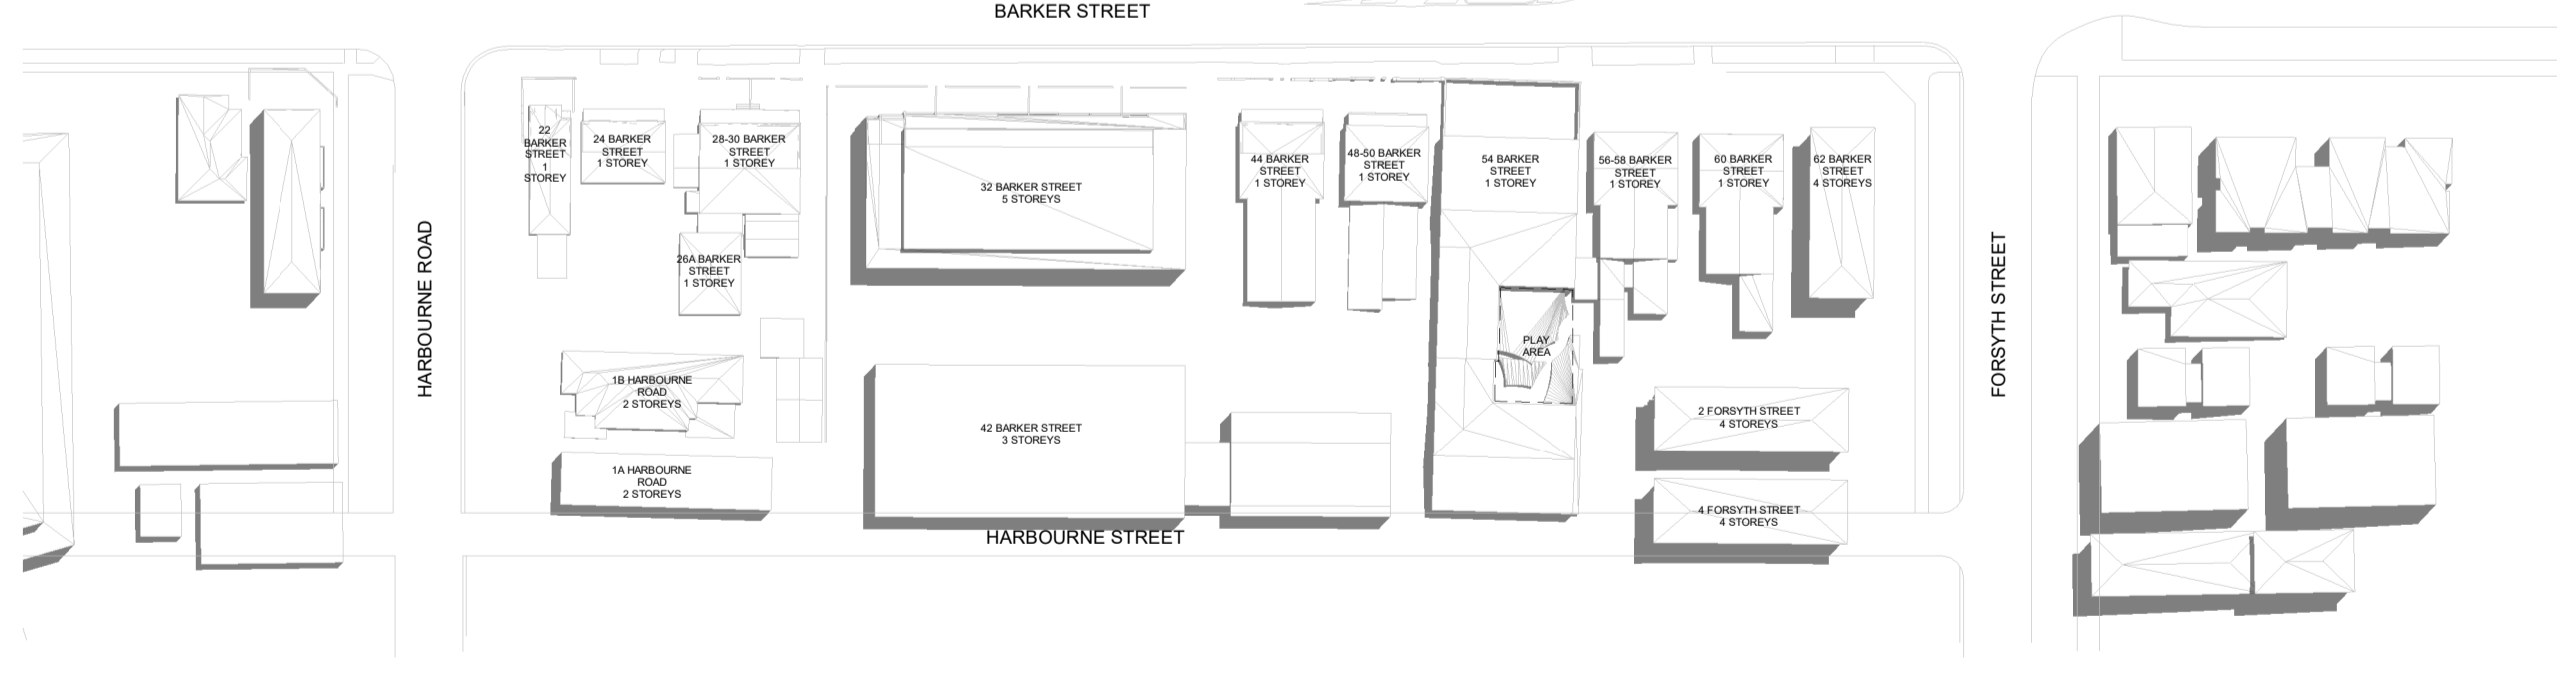 BARKER STREET
22
BARKER
STREET
1
STOREY
24 BARKER
STREET
1 STOREY
28-30 BARKER
STREET
1 STOREY
26A BARKER
STREET
1 STOREY
32 BARKER STREET
5 STOREYS
44 BARKER
STREET
1 STOREY
48-50 BARKER
STREET
1 STOREY
54 BARKER
STREET
1 STOREY
56-58 BARKER
STREET
1 STOREY
60 BARKER
STREET
1 STOREY
62 BARKER
STREET
4 STOREYS
HARBOURNE ROAD
FORSYTH STREET
PLAY
AREA
1B HARBOURNE
ROAD
2 STOREYS
1A HARBOURNE
ROAD
2 STOREYS
42 BARKER STREET
3 STOREYS
2 FORSYTH STREET
4 STOREYS
4 FORSYTH STREET
4 STOREYS
HARBOURNE STREET